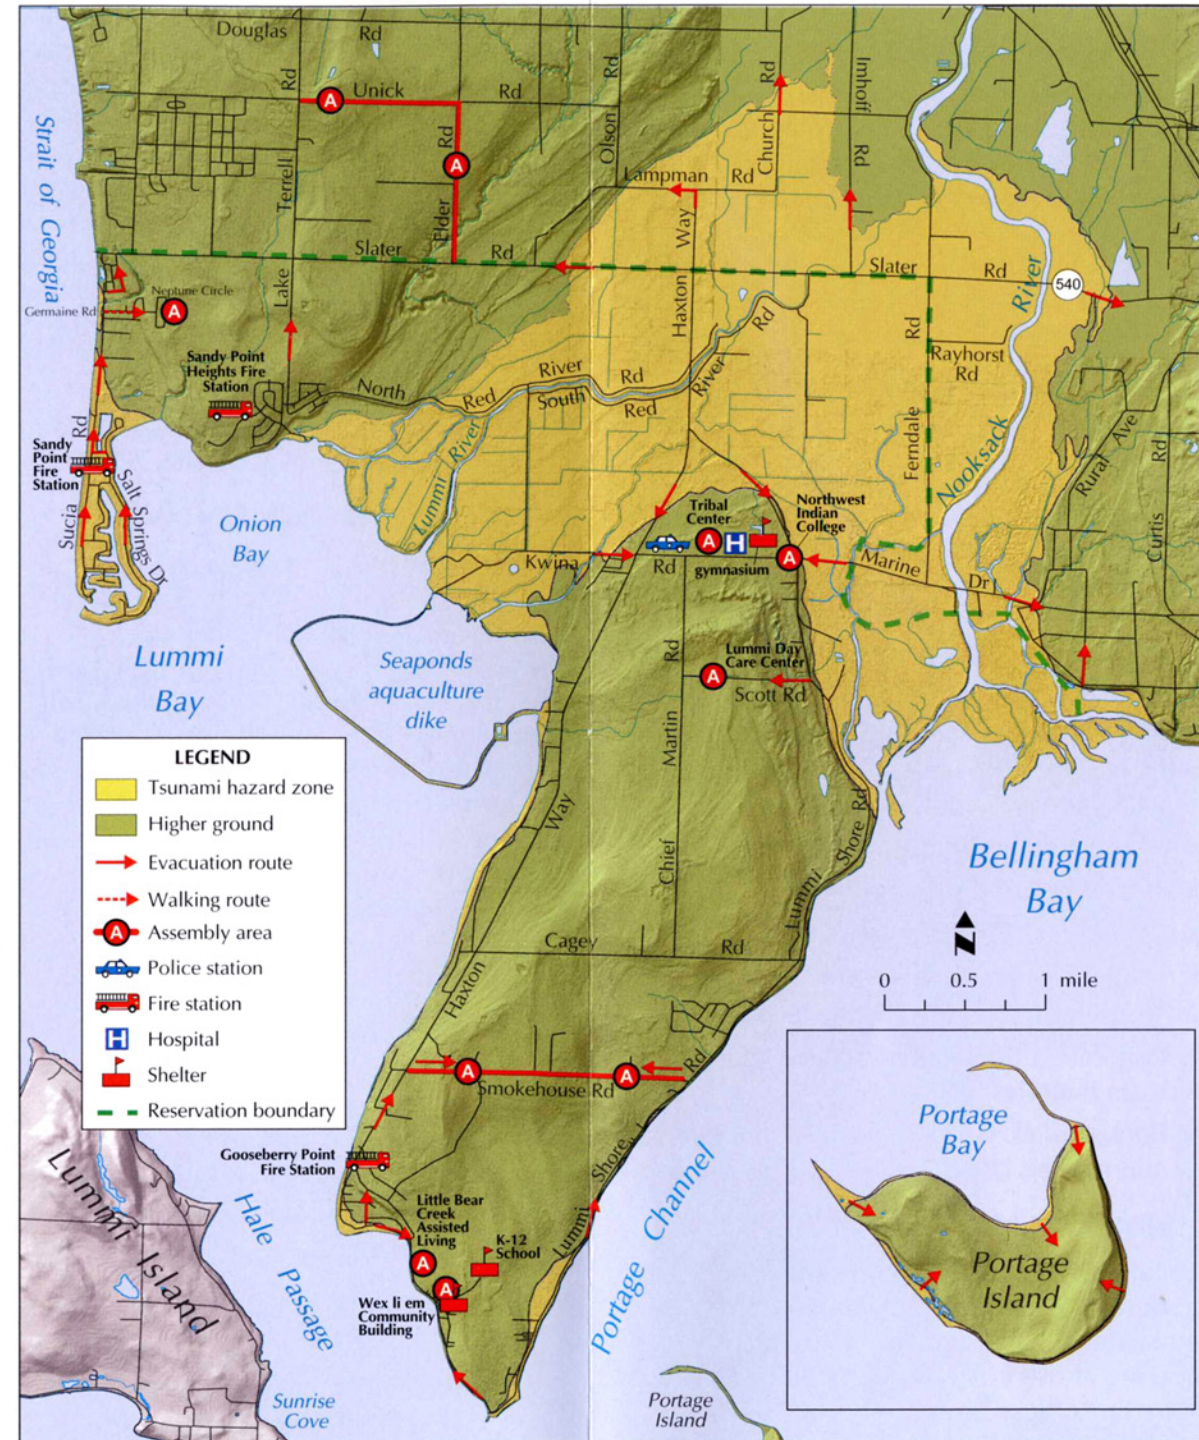 Douglas Rd
Strait of Georgia
Unick Rd
Elder Rd
Lake Terrell Rd
Olson Rd
Church Rd
Imhoff Rd
Lampman Rd
Haxton Way
Slater Rd
Slater Rd
540
Germaine Rd
Neptune Circle
A
A
A
Sandy Point
Heights Fire
Station
North Red River Rd
South Red River Rd
Lummi River
Rayhorst
Rd
Ferndale Rd
Nooksack River
Rural Ave
Curtis Rd
Sandy
Point
Fire
Station
Sucia Rd
Salt Springs Dr
Onion
Bay
Tribal
Center
A
H
gymnasium
Northwest
Indian
College
A
Kwina Rd
Marine Dr
Lummi
Bay
Seaponds
aquaculture
dike
Lummi Day
Care Center
A
Scott Rd
Chief Martin Rd
Haxton Way
Lummi Shore Rd
Bellingham
Bay
LEGEND
Tsunami hazard zone
Higher ground
Evacuation route
Walking route
A Assembly area
Police station
Fire station
H Hospital
Shelter
Reservation boundary
Cagey Rd
N
0 0.5 1 mile
A
A
Smokehouse Rd
Lummi Shore Rd
Gooseberry Point
Fire Station
Little Bear
Creek
Assisted
Living
A
K-12
School
A
Wex li em
Community
Building
Hale Passage
Lummi Island
Sunrise
Cove
Portage Channel
Portage
Island
Portage
Bay
Portage
Island